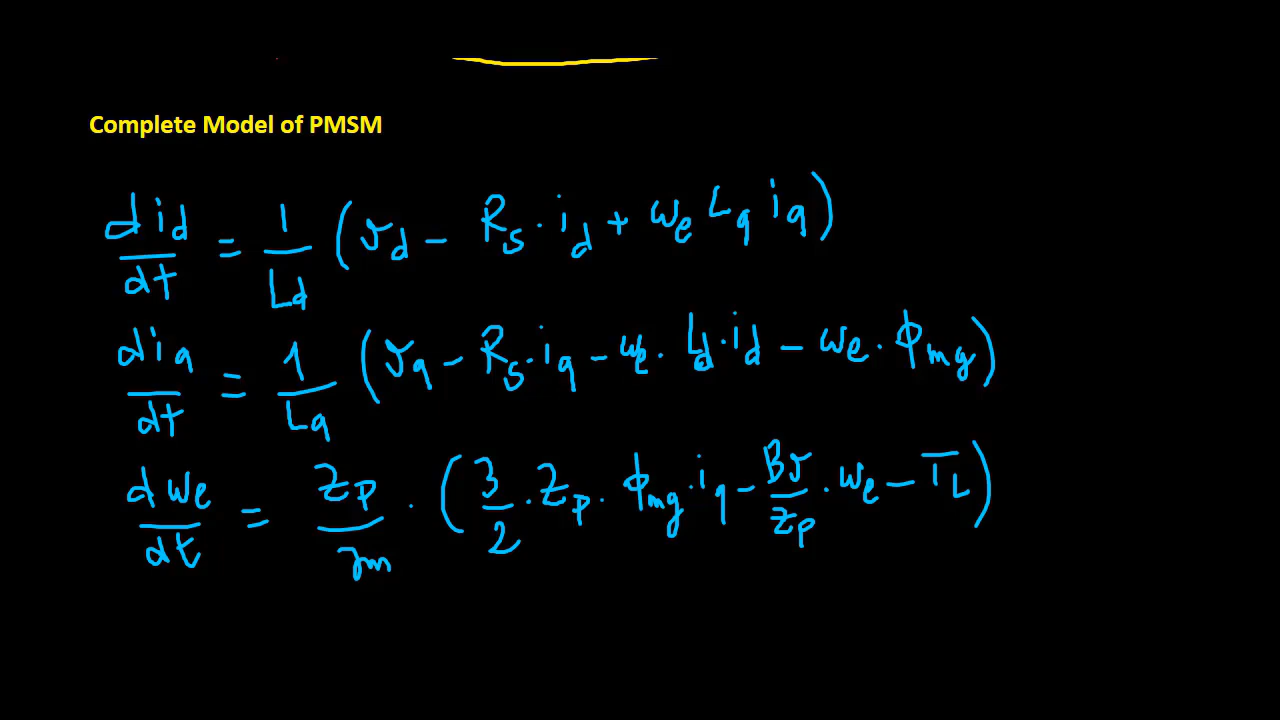 Complete Model of PMSM
did/dt = 1/Ld (vd - Rs · id + ωe Lq iq)
diq/dt = 1/Lq (vq - Rs · iq - ωe · Ld · id - ωe · ϕmg)
dωe/dt = Zp/Jm · (3/2 · Zp · ϕmg · iq - Bv/Zp · ωe - TL)